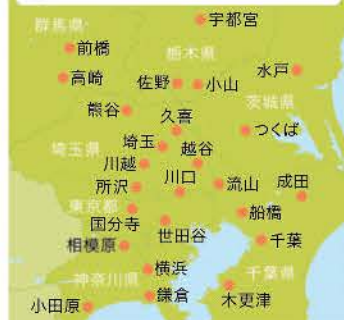 宇都宮
群馬県
前橋
栃木県
高崎
佐野
小山
水戸
熊谷
茨城県
久喜
つくば
埼玉
越谷
埼玉県
川越
川口
所沢
流山
成田
東京都
船橋
国分寺
世田谷
相模原
千葉
横浜
神奈川県
千葉県
鎌倉
木更津
小田原